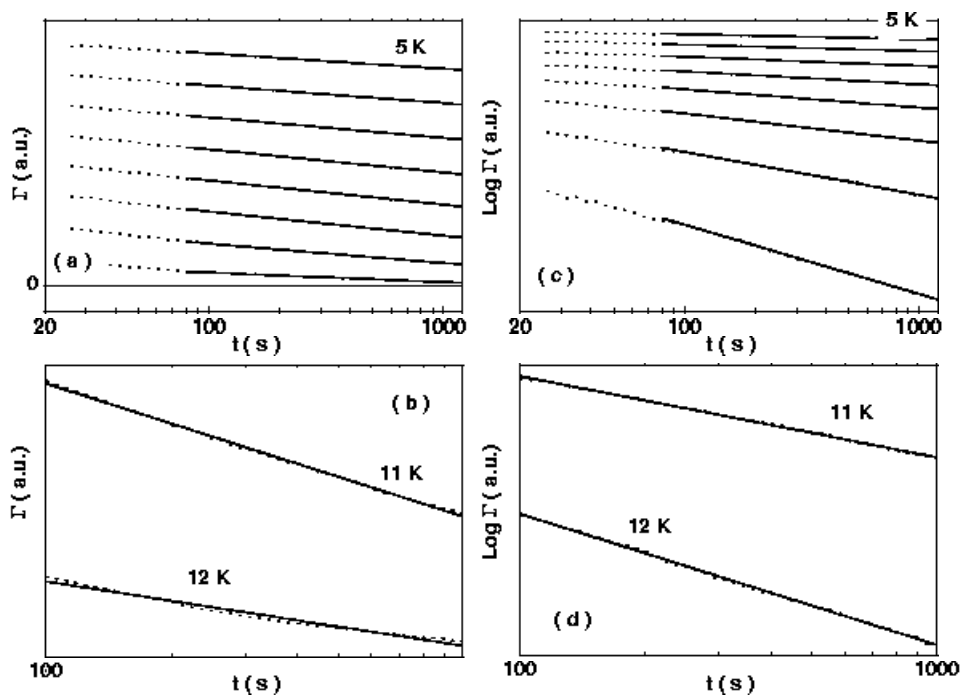 5 K
Γ ( a.u.)
( a )
0
20 100 1000
t ( s )
5 K
Log Γ ( a.u.)
( c )
20 100 1000
t ( s )
( b )
Γ ( a.u.)
11 K
12 K
100
t ( s )
11 K
Log Γ ( a.u.)
12 K
( d )
100 1000
t ( s )